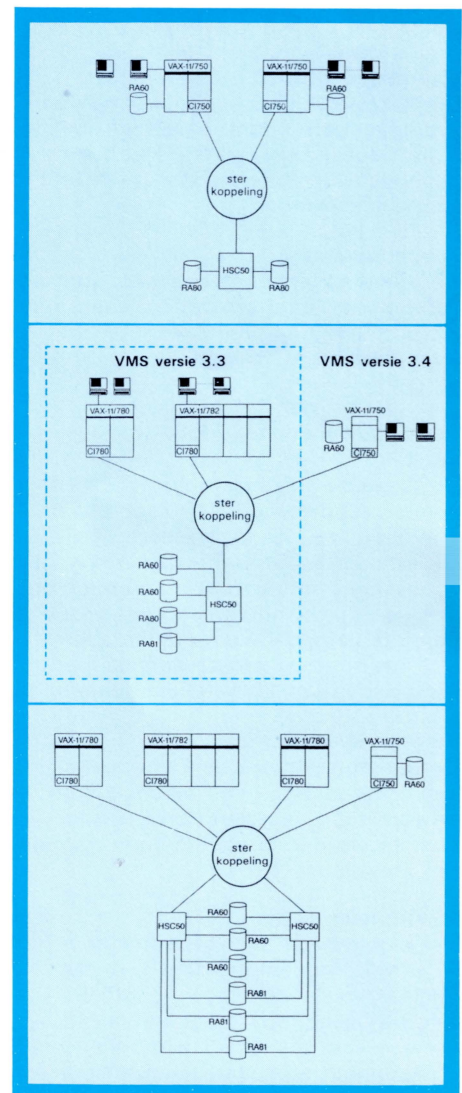 VAX-11/750 VAX-11/750
RA60 RA60
CI750 CI750
ster
koppeling
HSC50
RA80 RA80
VMS versie 3.3 VMS versie 3.4
VAX-11/780 VAX-11/782 VAX-11/750
RA60
CI780 CI780 CI750
ster
koppeling
RA60
RA60
HSC50
RA80
RA81
VAX-11/780 VAX-11/782 VAX-11/780 VAX-11/750
CI780 CI780 CI780 CI750 RA60
ster
koppeling
RA60
HSC50 HSC50
RA60
RA60
RA81
RA81
RA81